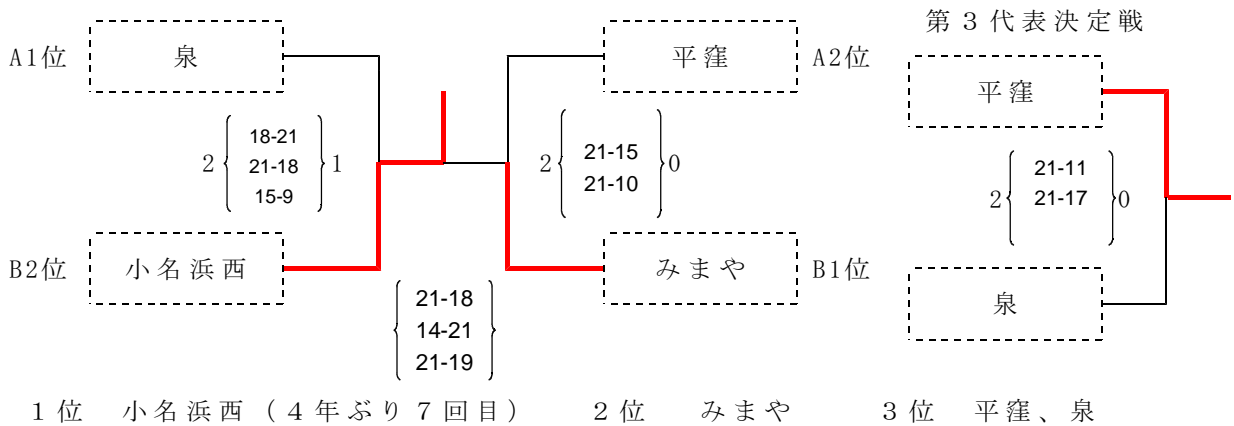 第３代表決定戦
A1位 泉 平窪 A2位
平窪
2 { 18-21 } 1
21-18
15-9
2 { 21-15 } 0
21-10
2 { 21-11 } 0
21-17
B2位 小名浜西 みまや B1位
泉
21-18
14-21
21-19
１位 小名浜西（４年ぶり７回目） ２位 みまや ３位 平窪、泉